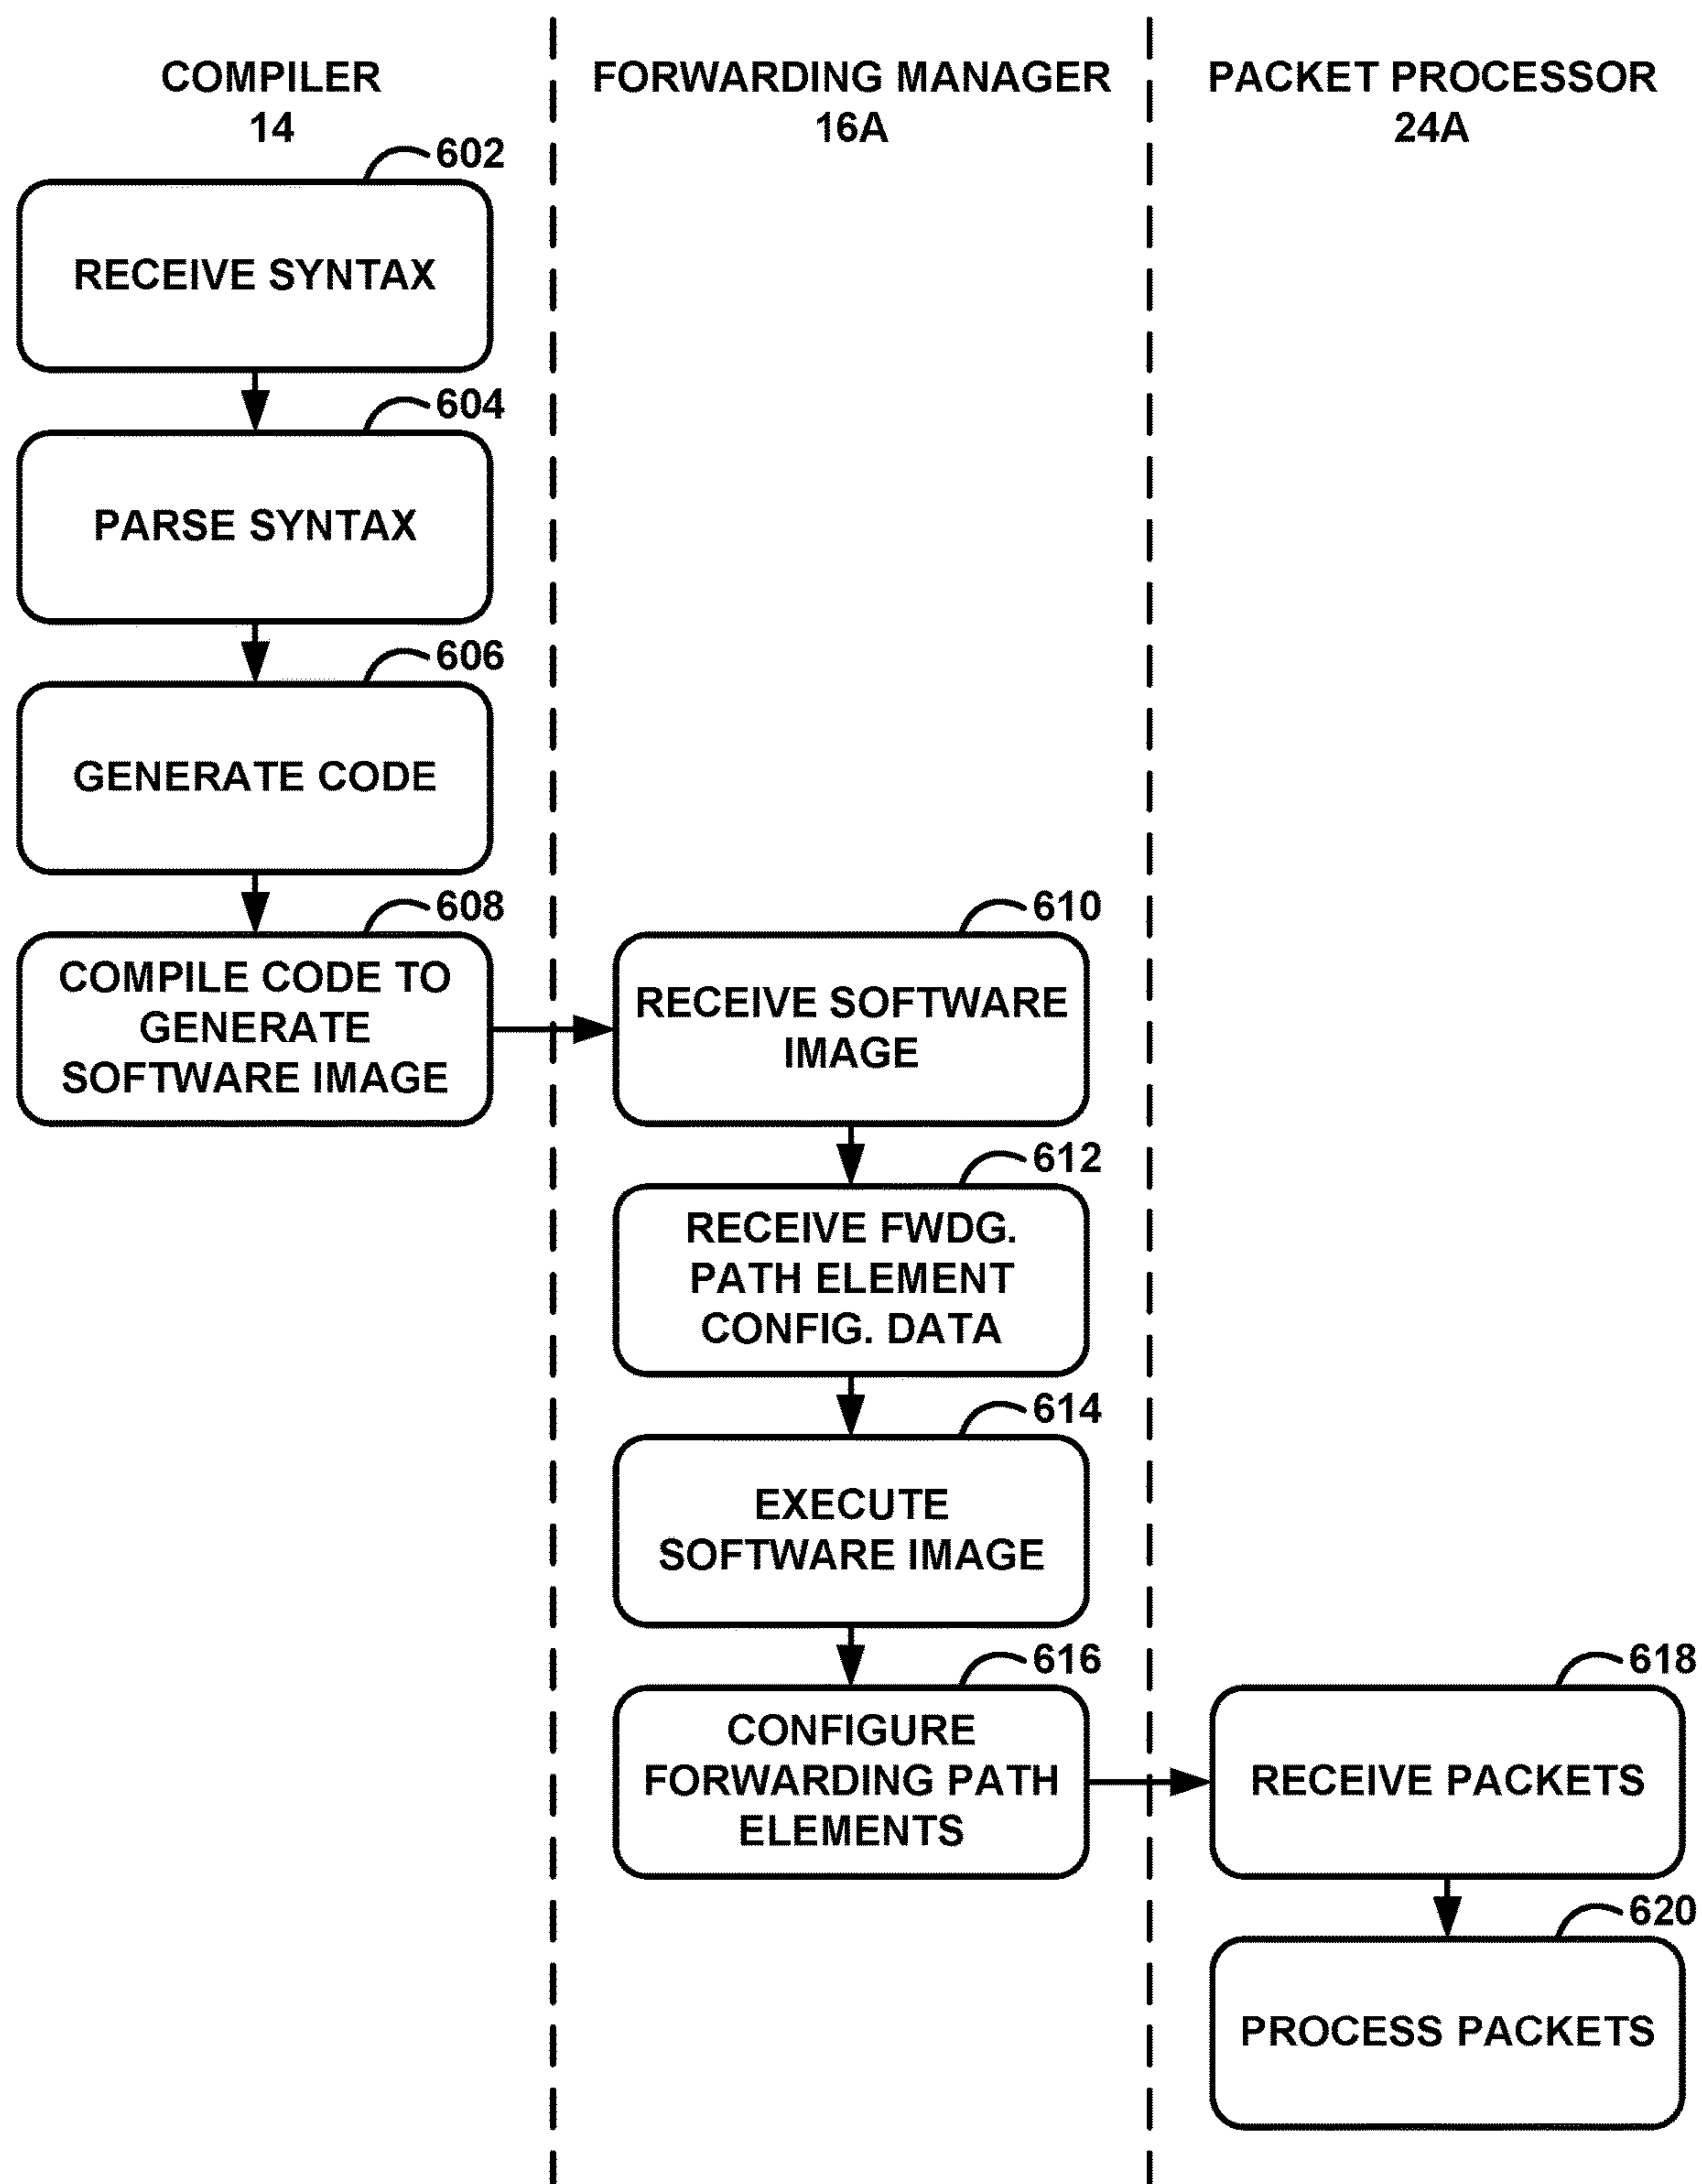 COMPILER
14
FORWARDING MANAGER
16A
PACKET PROCESSOR
24A
602
RECEIVE SYNTAX
604
PARSE SYNTAX
606
GENERATE CODE
608
COMPILE CODE TO
GENERATE
SOFTWARE IMAGE
610
RECEIVE SOFTWARE
IMAGE
612
RECEIVE FWDG.
PATH ELEMENT
CONFIG. DATA
614
EXECUTE
SOFTWARE IMAGE
616
CONFIGURE
FORWARDING PATH
ELEMENTS
618
RECEIVE PACKETS
620
PROCESS PACKETS